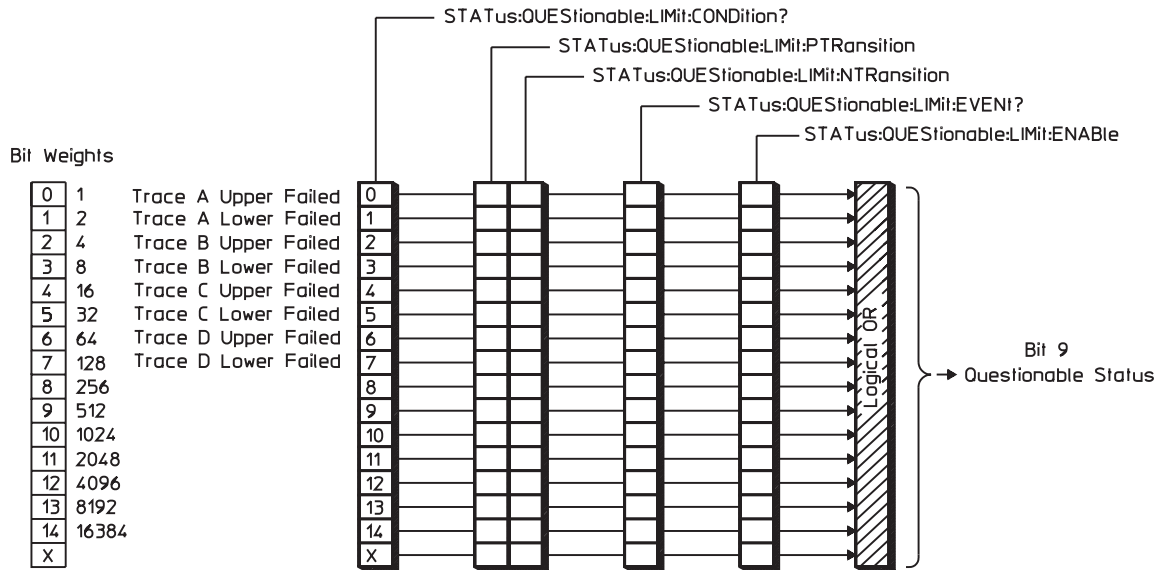 STATus:QUEStionable:LIMit:CONDition?
STATus:QUEStionable:LIMit:PTRansition
STATus:QUEStionable:LIMit:NTRansition
STATus:QUEStionable:LIMit:EVENt?
STATus:QUEStionable:LIMit:ENABle
Bit Weights
0 1 Trace A Upper Failed 0
1 2 Trace A Lower Failed 1
2 4 Trace B Upper Failed 2
3 8 Trace B Lower Failed 3
4 16 Trace C Upper Failed 4
5 32 Trace C Lower Failed 5
6 64 Trace D Upper Failed 6
7 128 Trace D Lower Failed 7
8 256 8
9 512 9
10 1024 10
11 2048 11
12 4096 12
13 8192 13
14 16384 14
X X
Logical OR
Bit 9
Questionable Status